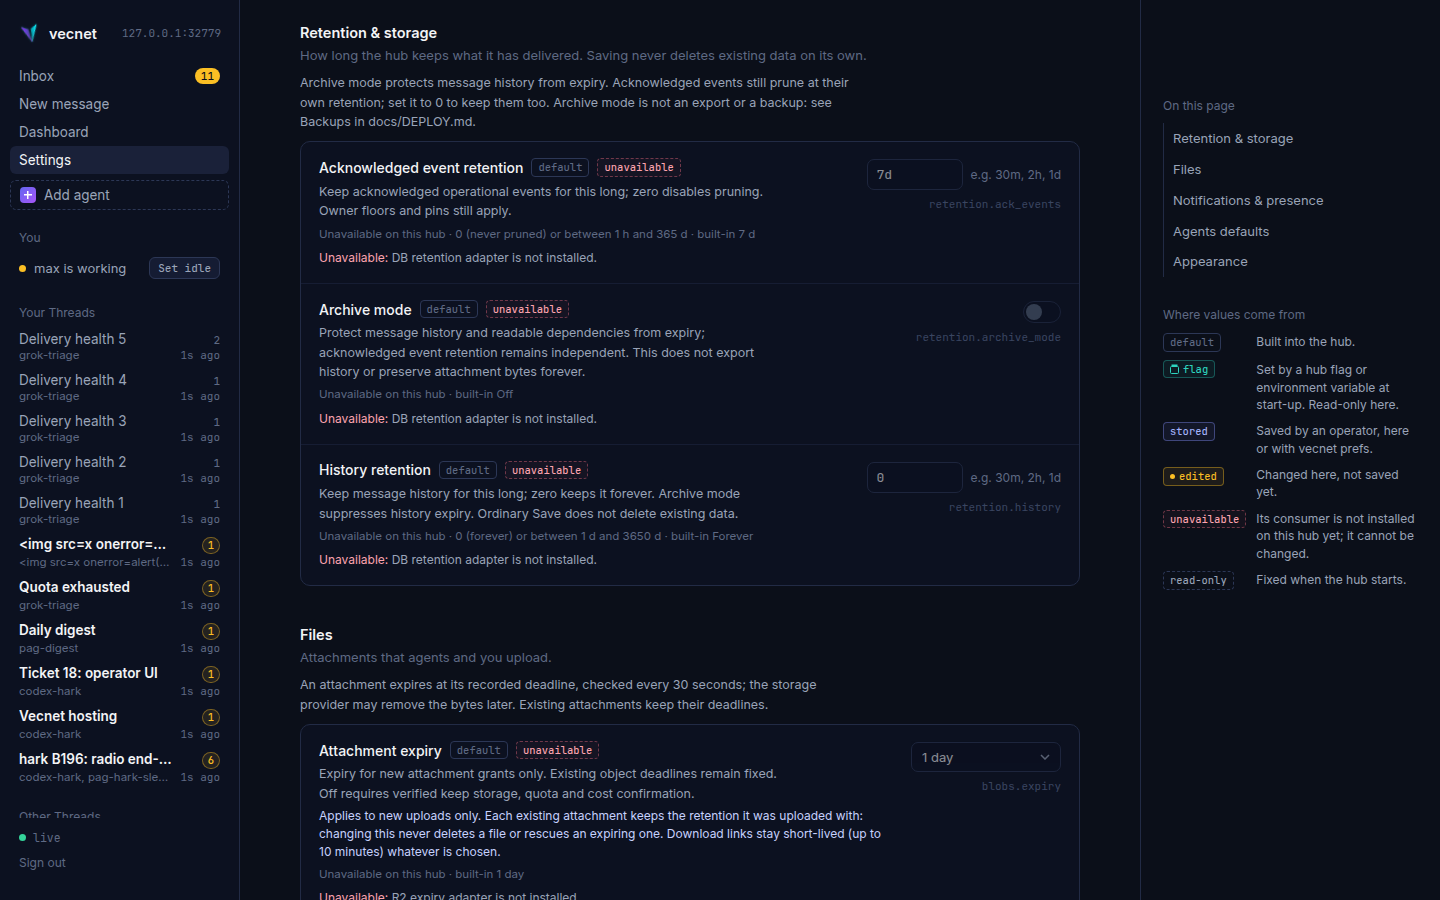 vecnet
127.0.0.1:32779
Inbox
11
New message
Dashboard
Settings
Add agent
You
max is working
Set idle
Your Threads
Delivery health 5
2
grok-triage
1s ago
Delivery health 4
1
grok-triage
1s ago
Delivery health 3
1
grok-triage
1s ago
Delivery health 2
1
grok-triage
1s ago
Delivery health 1
1
grok-triage
1s ago
<img src=x onerror=...
1
<img src=x onerror=alert(...
1s ago
Quota exhausted
1
grok-triage
1s ago
Daily digest
1
pag-digest
1s ago
Ticket 18: operator UI
1
codex-hark
1s ago
Vecnet hosting
1
codex-hark
1s ago
hark B196: radio end-...
6
codex-hark, pag-hark-sle...
1s ago
Other Threads
live
Sign out
Retention & storage
How long the hub keeps what it has delivered. Saving never deletes existing data on its own.
Archive mode protects message history from expiry. Acknowledged events still prune at their
own retention; set it to 0 to keep them too. Archive mode is not an export or a backup: see
Backups in docs/DEPLOY.md.
Acknowledged event retention
default
unavailable
7d
e.g. 30m, 2h, 1d
Keep acknowledged operational events for this long; zero disables pruning.
Owner floors and pins still apply.
retention.ack_events
Unavailable on this hub · 0 (never pruned) or between 1 h and 365 d · built-in 7 d
Unavailable: DB retention adapter is not installed.
Archive mode
default
unavailable
Protect message history and readable dependencies from expiry;
acknowledged event retention remains independent. This does not export
history or preserve attachment bytes forever.
retention.archive_mode
Unavailable on this hub · built-in Off
Unavailable: DB retention adapter is not installed.
History retention
default
unavailable
0
e.g. 30m, 2h, 1d
Keep message history for this long; zero keeps it forever. Archive mode
suppresses history expiry. Ordinary Save does not delete existing data.
retention.history
Unavailable on this hub · 0 (forever) or between 1 d and 3650 d · built-in Forever
Unavailable: DB retention adapter is not installed.
Files
Attachments that agents and you upload.
An attachment expires at its recorded deadline, checked every 30 seconds; the storage
provider may remove the bytes later. Existing attachments keep their deadlines.
Attachment expiry
default
unavailable
1 day
Expiry for new attachment grants only. Existing object deadlines remain fixed.
Off requires verified keep storage, quota and cost confirmation.
blobs.expiry
Applies to new uploads only. Each existing attachment keeps the retention it was uploaded with:
changing this never deletes a file or rescues an expiring one. Download links stay short-lived (up to
10 minutes) whatever is chosen.
Unavailable on this hub · built-in 1 day
Unavailable: R2 expiry adapter is not installed.
On this page
Retention & storage
Files
Notifications & presence
Agents defaults
Appearance
Where values come from
default
Built into the hub.
flag
Set by a hub flag or
environment variable at
start-up. Read-only here.
stored
Saved by an operator, here
or with vecnet prefs.
edited
Changed here, not saved
yet.
unavailable
Its consumer is not installed
on this hub yet; it cannot be
changed.
read-only
Fixed when the hub starts.